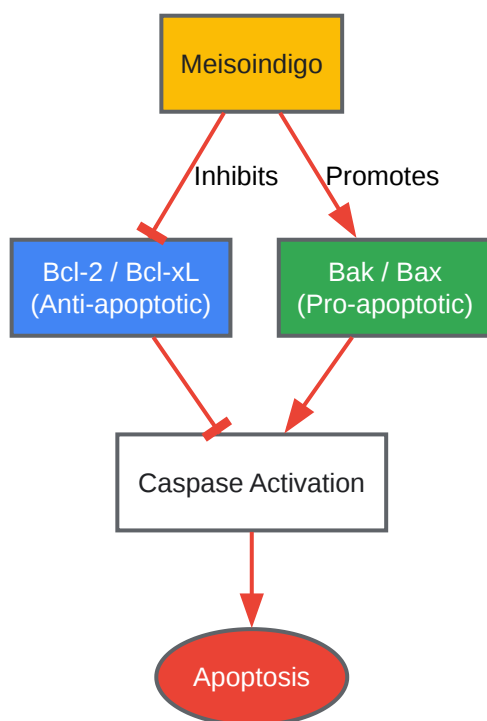 Meisoindigo
Inhibits
Promotes
Bcl-2 / Bcl-xL
(Anti-apoptotic)
Bak / Bax
(Pro-apoptotic)
Caspase Activation
Apoptosis